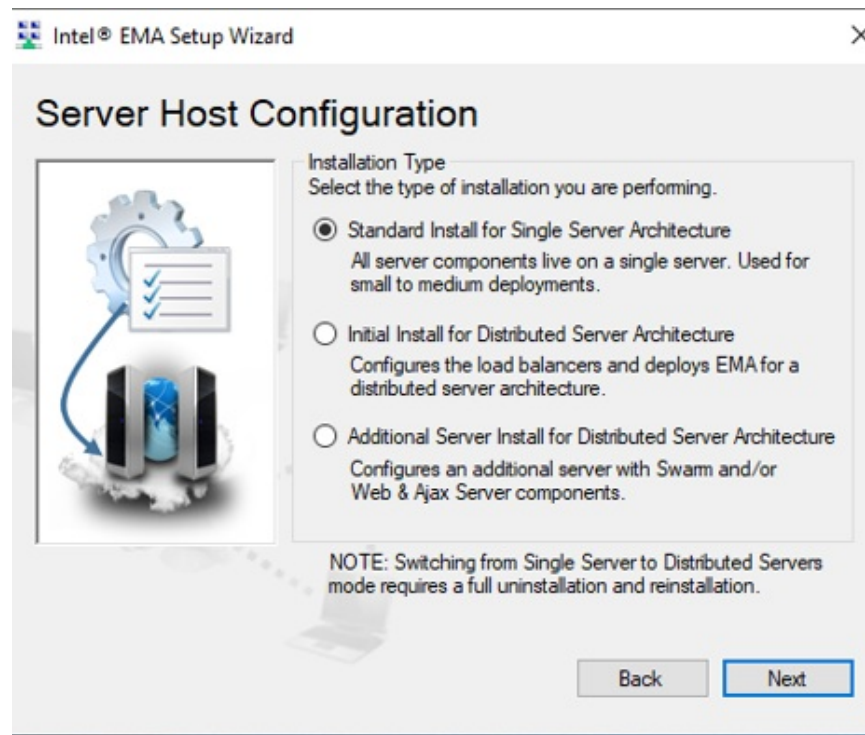 Intel® EMA Setup Wizard
Server Host Configuration
Installation Type
Select the type of installation you are performing.
Standard Install for Single Server Architecture
All server components live on a single server. Used for
small to medium deployments.
Initial Install for Distributed Server Architecture
Configures the load balancers and deploys EMA for a
distributed server architecture.
Additional Server Install for Distributed Server Architecture
Configures an additional server with Swarm and/or
Web & Ajax Server components.
NOTE: Switching from Single Server to Distributed Servers
mode requires a full uninstallation and reinstallation.
Back
Next